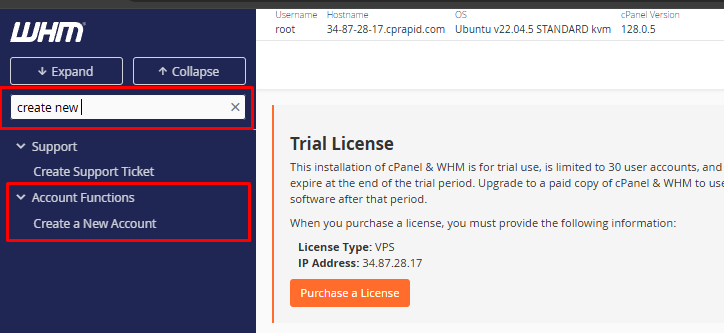 WHM
Expand
Collapse
create new
Support
Create Support Ticket
Account Functions
Create a New Account
Username Hostname OS cPanel Version
root 34-87-28-17.cprapid.com Ubuntu v22.04.5 STANDARD kvm 128.0.5
Trial License
This installation of cPanel & WHM is for trial use, is limited to 30 user accounts, and
expire at the end of the trial period. Upgrade to a paid copy of cPanel & WHM to use
software after that period.
When you purchase a license, you must provide the following information:
License Type: VPS
IP Address: 34.87.28.17
Purchase a License